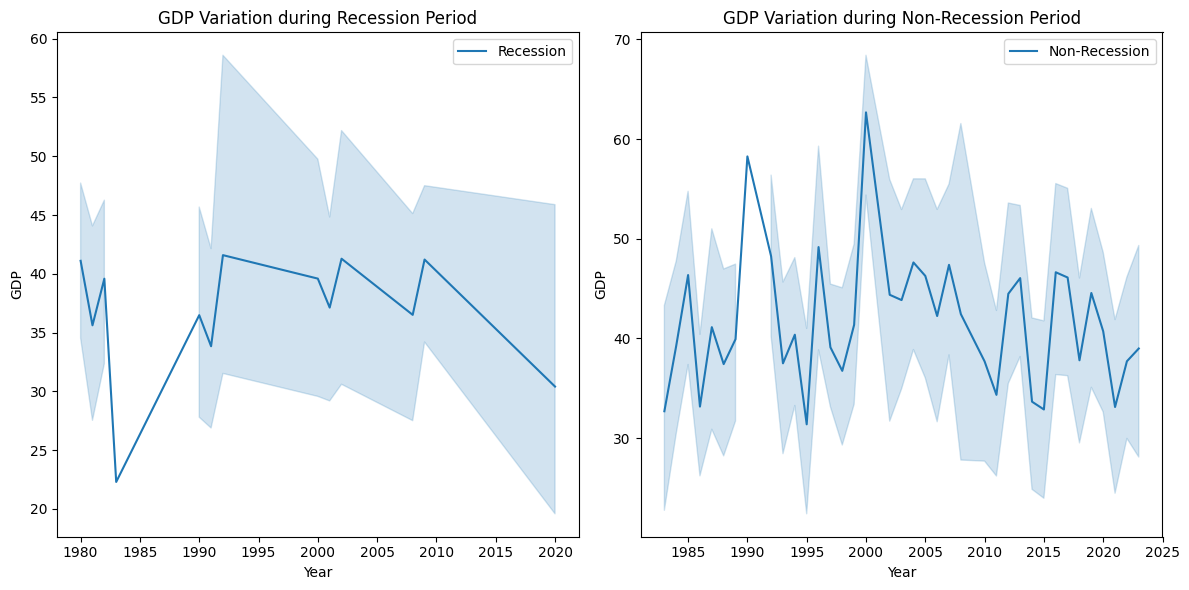 GDP Variation during Recession Period
GDP
60
55
50
45
40
35
30
25
20
Recession
1980 1985 1990 1995 2000 2005 2010 2015 2020
Year
GDP Variation during Non-Recession Period
GDP
70
60
50
40
30
Non-Recession
1985 1990 1995 2000 2005 2010 2015 2020 2025
Year